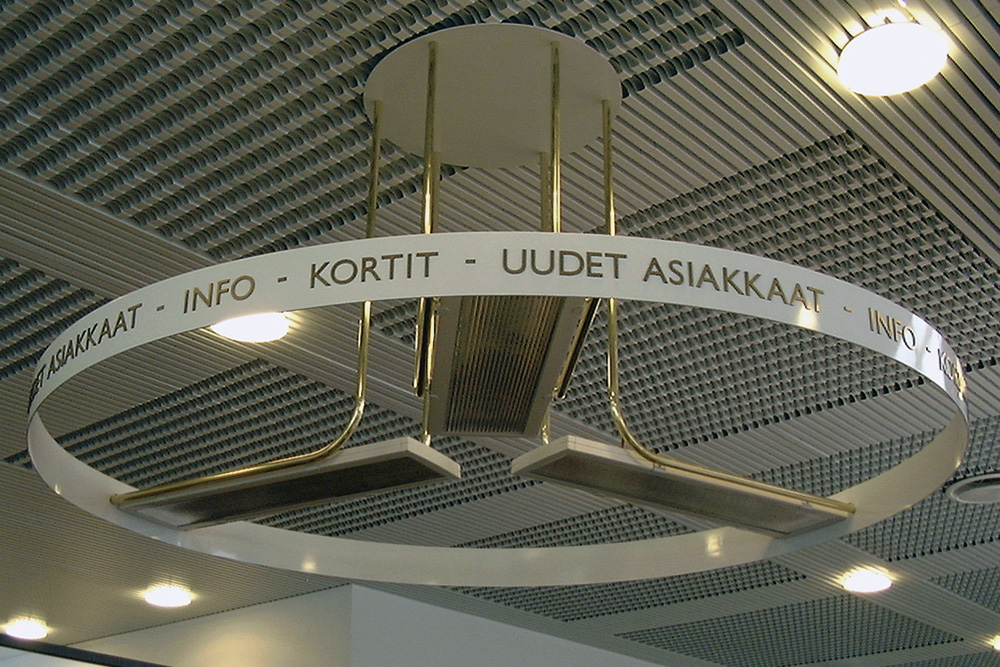 ASIAKKAAT - INFO - KORTIT - UUDET ASIAKKAAT - INFO -